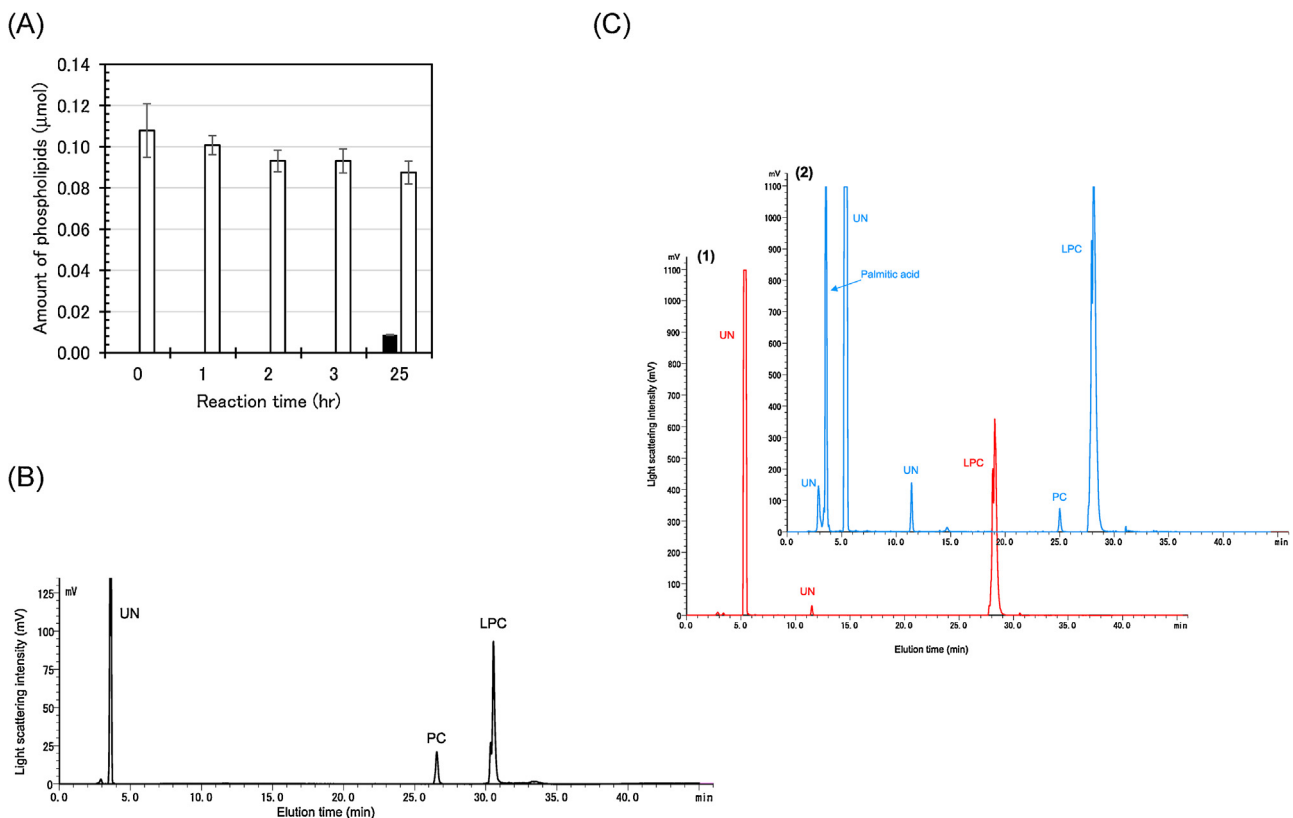 (A)
0.14
0.12
0.10
0.08
0.06
0.04
0.02
0.00
Amount of phospholipids (μmol)
0 1 2 3 25
Reaction time (hr)
(B)
mV
125
100
75
50
25
0
Light scattering intensity (mV)
UN
PC
LPC
0.0 5.0 10.0 15.0 20.0 25.0 30.0 35.0 40.0 min
Elution time (min)
(C)
(1)
mV
1100
1000
900
800
700
600
500
400
300
200
100
0
Light scattering intensity (mV)
UN
UN
LPC
0.0 5.0 10.0 15.0 20.0 25.0 30.0 35.0 40.0 min
Elution time (min)
(2)
mV
1100
1000
900
800
700
600
500
400
300
200
100
0
UN
Palmitic acid
UN
UN
PC
LPC
0.0 5.0 10.0 15.0 20.0 25.0 30.0 35.0 40.0 min